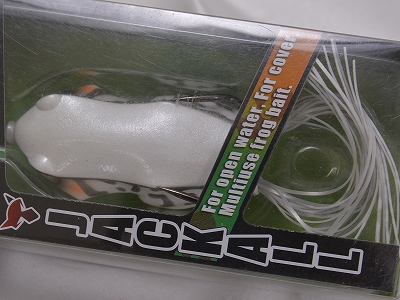 For open water. For cover.
Multiuse frog bait.
JACKALL